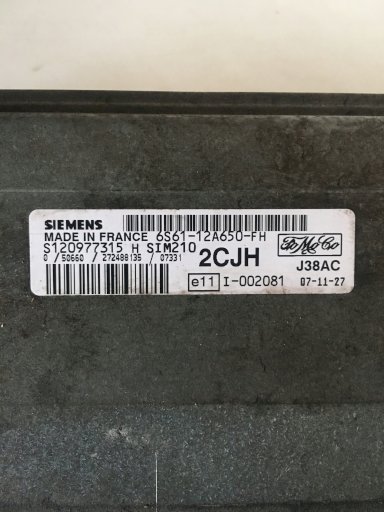 SIEMENS
MADE IN FRANCE 6S61-12A650-FH
S120977315 H SIM210
0 / 50660 / 272488135 / 07331
2CJH
FoMoCo
J38AC
e11 I-002081 07-11-27